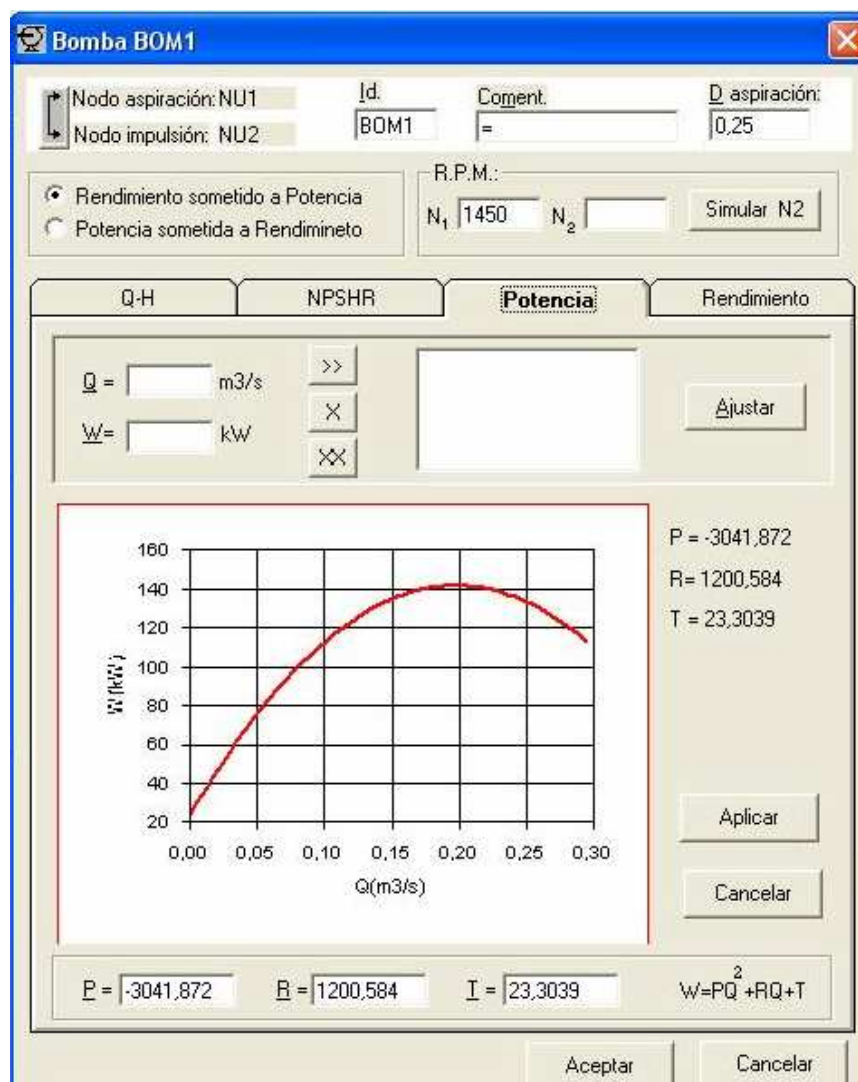 Bomba BOM1
Nodo aspiración: NU1
Nodo impulsión: NU2
Id.
BOM1
Coment.
=
D aspiración:
0,25
Rendimiento sometido a Potencia
Potencia sometida a Rendimineto
R.P.M.:
N1 1450 N2
Simular N2
Q-H NPSHR Potencia Rendimiento
Q = m3/s
W= kW
>>
X
XX
Ajustar
160
140
120
100
80
60
40
20
W(kW)
0,00 0,05 0,10 0,15 0,20 0,25 0,30
Q(m3/s)
P = -3041,872
R= 1200,584
T = 23,3039
Aplicar
Cancelar
P = -3041,872 R = 1200,584 T = 23,3039 W=PQ²+RQ+T
Aceptar Cancelar